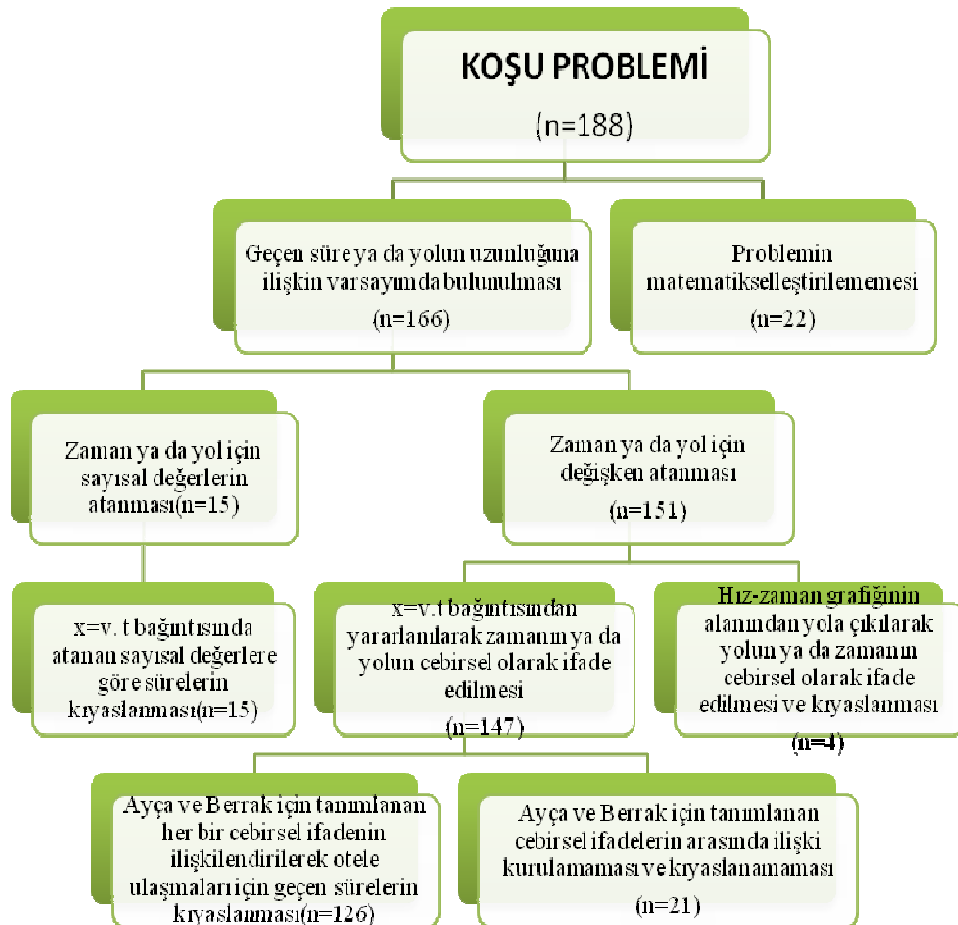 KOŞU PROBLEMİ
(n=188)
Geçen süre ya da yolun uzunluğuna
ilişkin varsayımda bulunulması
(n=166)
Problemin
matematikselleştirilememesi
(n=22)
Zaman ya da yol için
sayısal değerlerin
atanması(n=15)
Zaman ya da yol için
değişken atanması
(n=151)
x=v. t bağıntısında
atanan sayısal değerlere
göre sürelerin
kıyaslanması(n=15)
x=v.t bağıntısından
yararlanılarak zamanın ya da
yolun cebirsel olarak ifade
edilmesi
(n=147)
Hız-zaman grafiğinin
alanından yola çıkılarak
yolun ya da zamanın
cebirsel olarak ifade
edilmesi ve kıyaslanması
(n=4)
Ayça ve Berrak için tanımlanan
her bir cebirsel ifadenin
ilişkilendirilerek otele
ulaşmaları için geçen sürelerin
kıyaslanması(n=126)
Ayça ve Berrak için tanımlanan
cebirsel ifadelerin arasında ilişki
kurulamaması ve kıyaslanamaması
(n=21)